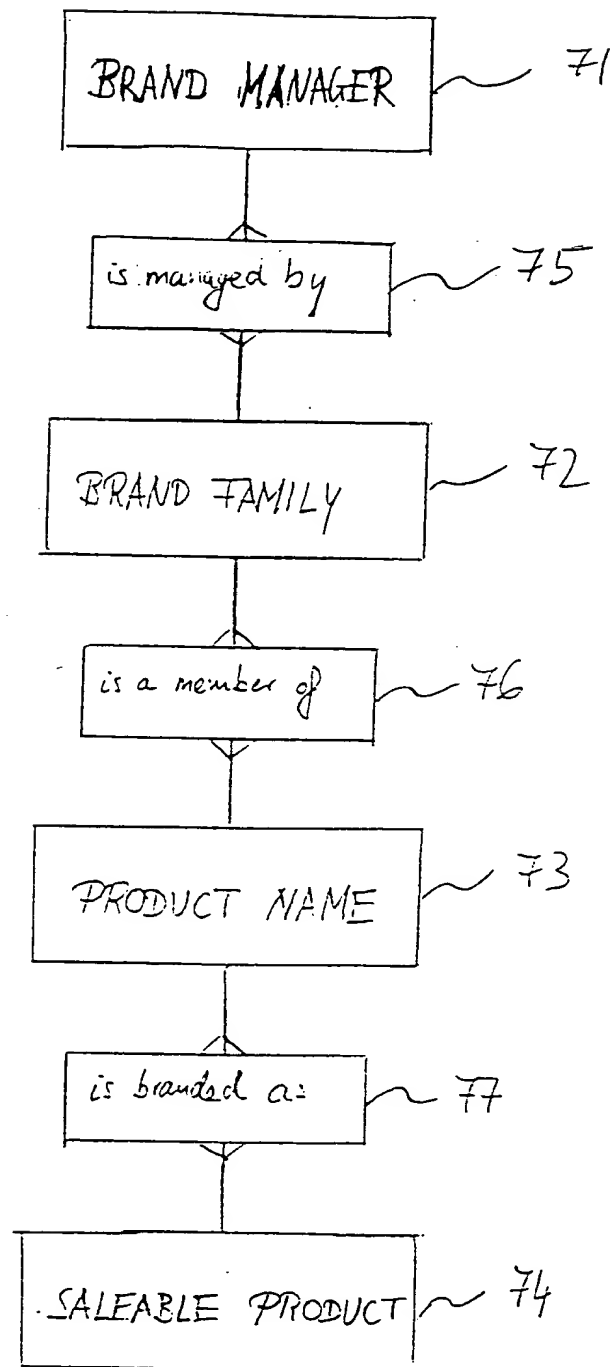 BRAND MANAGER 71
is managed by 75
BRAND FAMILY 72
is a member of 76
PRODUCT NAME 73
is branded as 77
SALEABLE PRODUCT 74